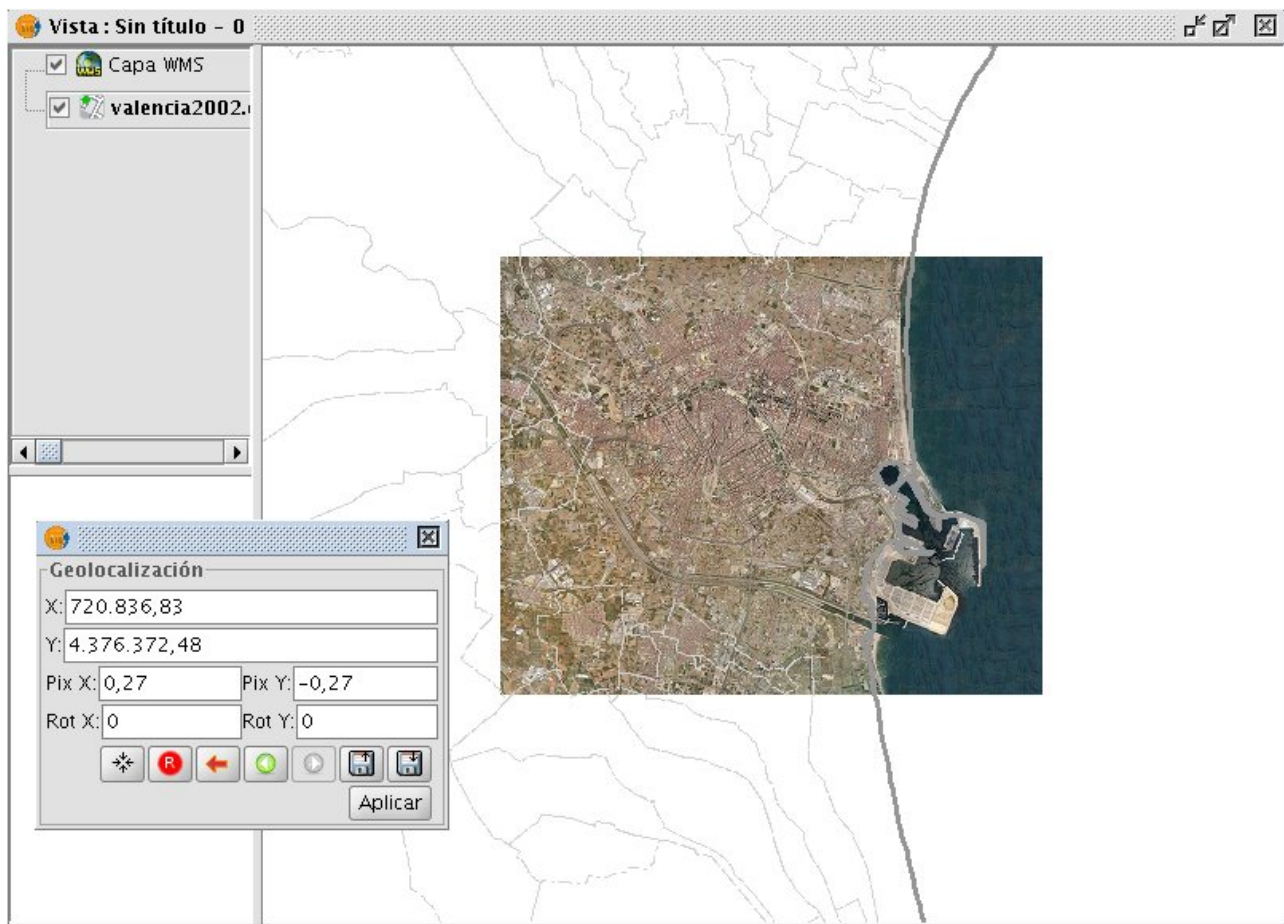 Vista : Sin título - 0
Capa WMS
valencia2002.
Geolocalización
X: 720.836,83
Y: 4.376.372,48
Pix X: 0,27 Pix Y: -0,27
Rot X: 0 Rot Y: 0
R
Aplicar